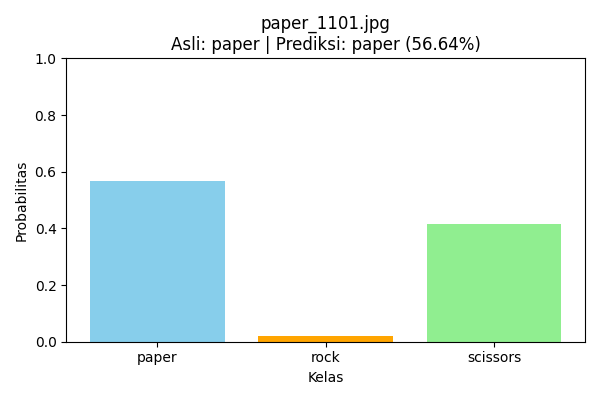 paper_1101.jpg
Asli: paper | Prediksi: paper (56.64%)
1.0
0.8
0.6
0.4
0.2
0.0
Probabilitas
paper rock scissors
Kelas